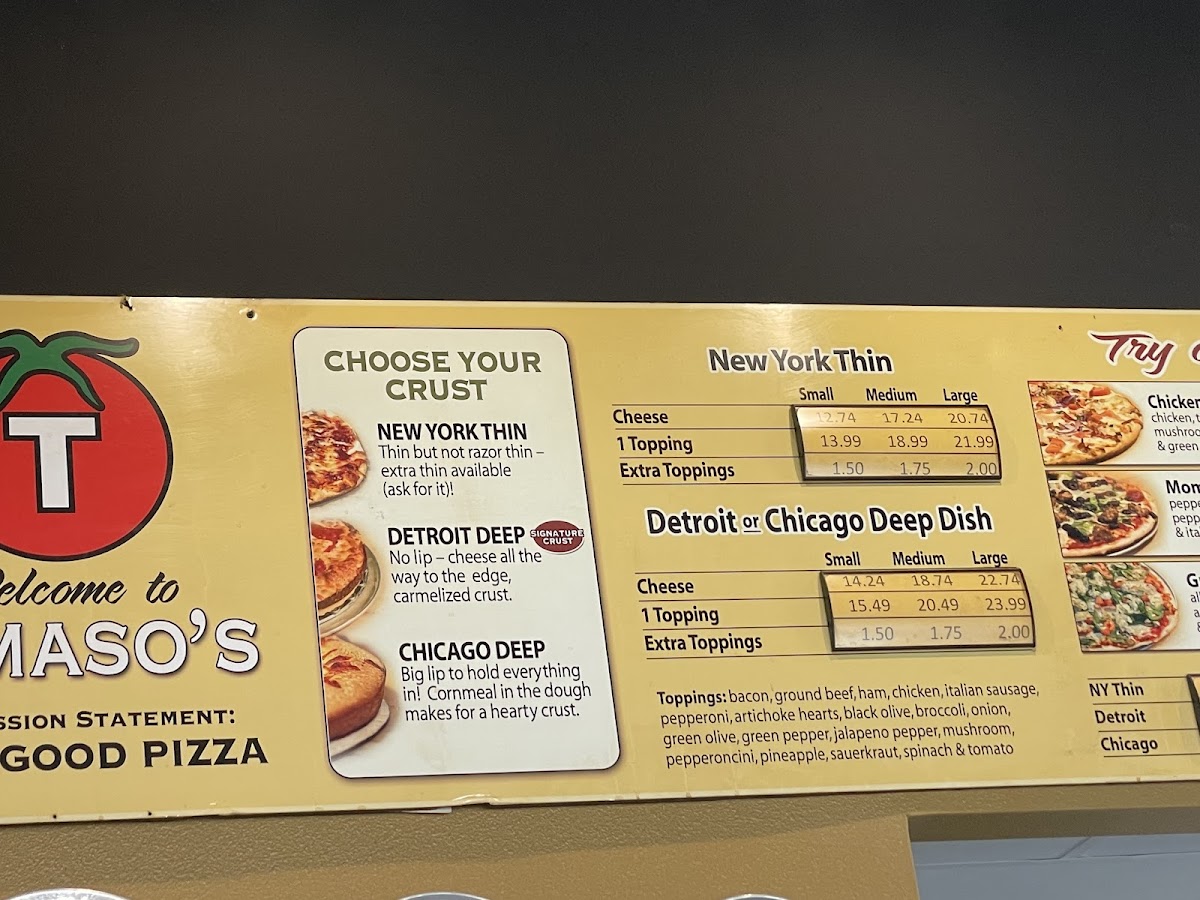 T
elcome to
MASO'S
SSION STATEMENT:
GOOD PIZZA
CHOOSE YOUR
CRUST
NEW YORK THIN
Thin but not razor thin –
extra thin available
(ask for it)!
DETROIT DEEP SIGNATURE CRUST
No lip – cheese all the
way to the edge,
carmelized crust.
CHICAGO DEEP
Big lip to hold everything
in! Cornmeal in the dough
makes for a hearty crust.
New York Thin
Small Medium Large
Cheese 12.74 17.24 20.74
1 Topping 13.99 18.99 21.99
Extra Toppings 1.50 1.75 2.00
Detroit or Chicago Deep Dish
Small Medium Large
Cheese 14.24 18.74 22.74
1 Topping 15.49 20.49 23.99
Extra Toppings 1.50 1.75 2.00
Toppings: bacon, ground beef, ham, chicken, italian sausage,
pepperoni, artichoke hearts, black olive, broccoli, onion,
green olive, green pepper, jalapeno pepper, mushroom,
pepperoncini, pineapple, sauerkraut, spinach & tomato
Try
Chicken
chicken, t
mushroo
& green
Mom
peppe
pepp
& ita
G
al
a
&
NY Thin
Detroit
Chicago